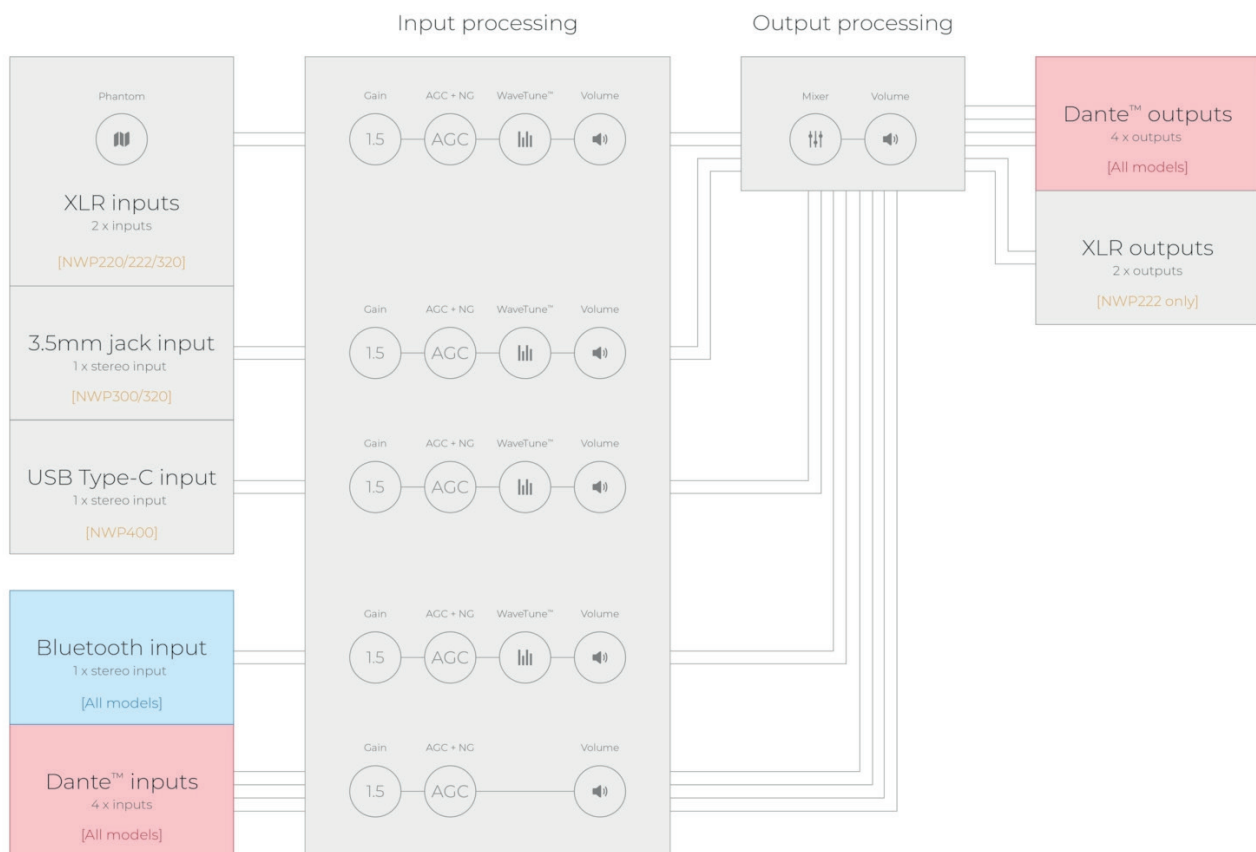 Input processing
Output processing
Phantom
XLR inputs
2 x inputs
[NWP220/222/320]
3.5mm jack input
1 x stereo input
[NWP300/320]
USB Type-C input
1 x stereo input
[NWP400]
Bluetooth input
1 x stereo input
[All models]
Dante™ inputs
4 x inputs
[All models]
Gain AGC + NG WaveTune™ Volume
1.5 AGC
Gain AGC + NG WaveTune™ Volume
1.5 AGC
Gain AGC + NG WaveTune™ Volume
1.5 AGC
Gain AGC + NG WaveTune™ Volume
1.5 AGC
Gain AGC + NG Volume
1.5 AGC
Mixer Volume
Dante™ outputs
4 x outputs
[All models]
XLR outputs
2 x outputs
[NWP222 only]